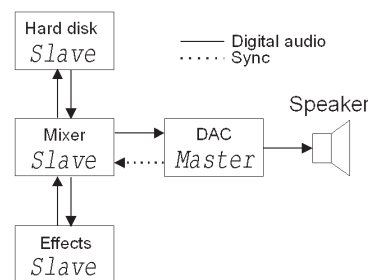 Hard disk
Slave
Digital audio
Sync
Speaker
Mixer
Slave
DAC
Master
Effects
Slave